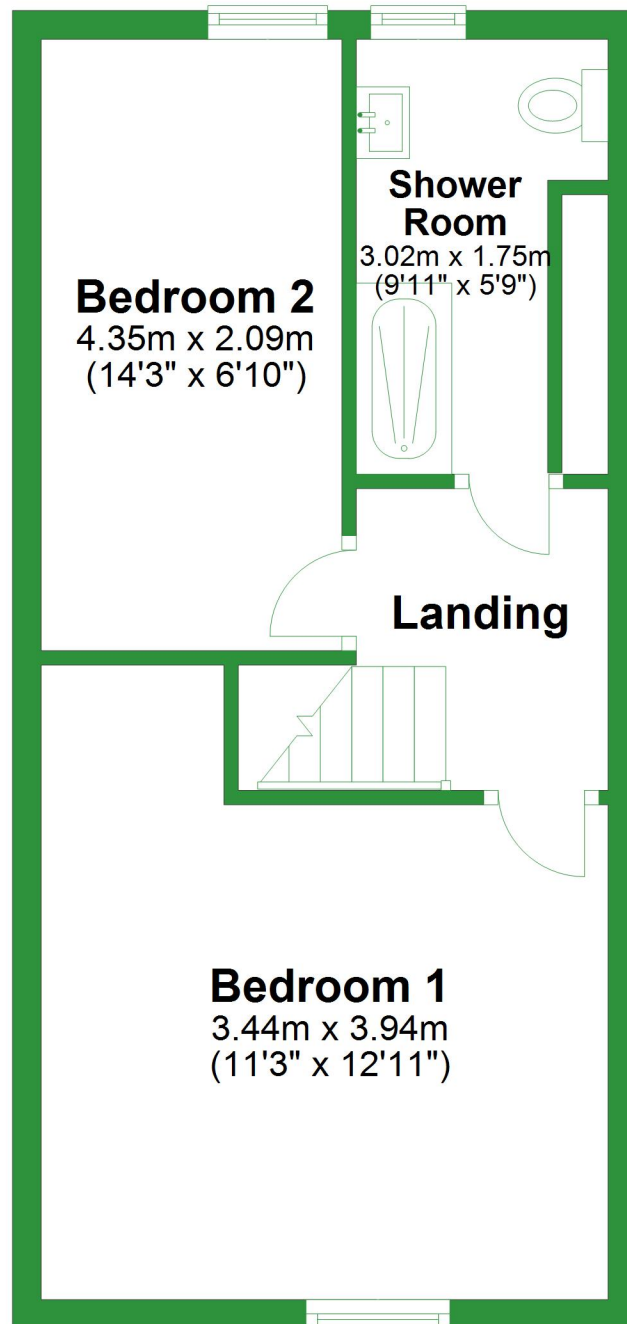 Shower
Room
3.02m x 1.75m
(9'11" x 5'9")
Bedroom 2
4.35m x 2.09m
(14'3" x 6'10")
Landing
Bedroom 1
3.44m x 3.94m
(11'3" x 12'11")